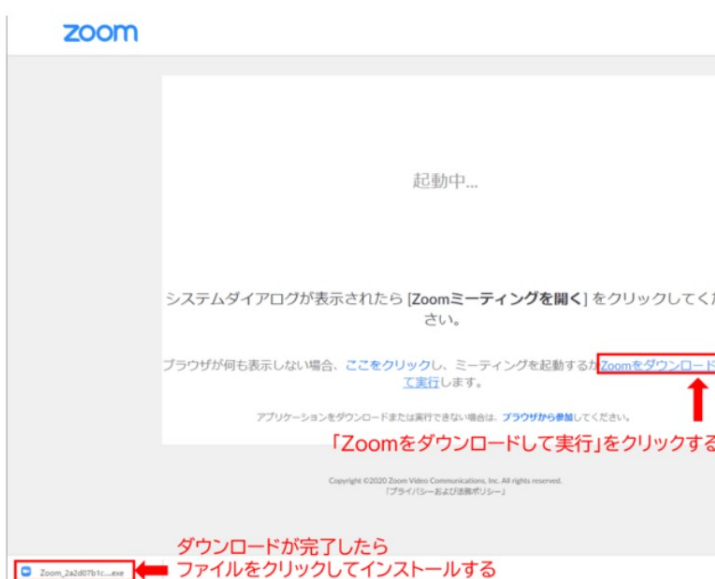 zoom
起動中...
システムダイアログが表示されたら [Zoomミーティングを開く] をクリックしてくだ
さい。
ブラウザが何も表示しない場合、ここをクリックし、ミーティングを起動するか Zoomをダウンロード
て実行します。
アプリケーションをダウンロードまたは実行できない場合は、ブラウザから参加してください。
「Zoomをダウンロードして実行」をクリックする
Copyright ©2020 Zoom Video Communications, Inc. All rights reserved.
「プライバシーおよび法務ポリシー」
ダウンロードが完了したら
Zoom_2a2d07b1c....exe ファイルをクリックしてインストールする